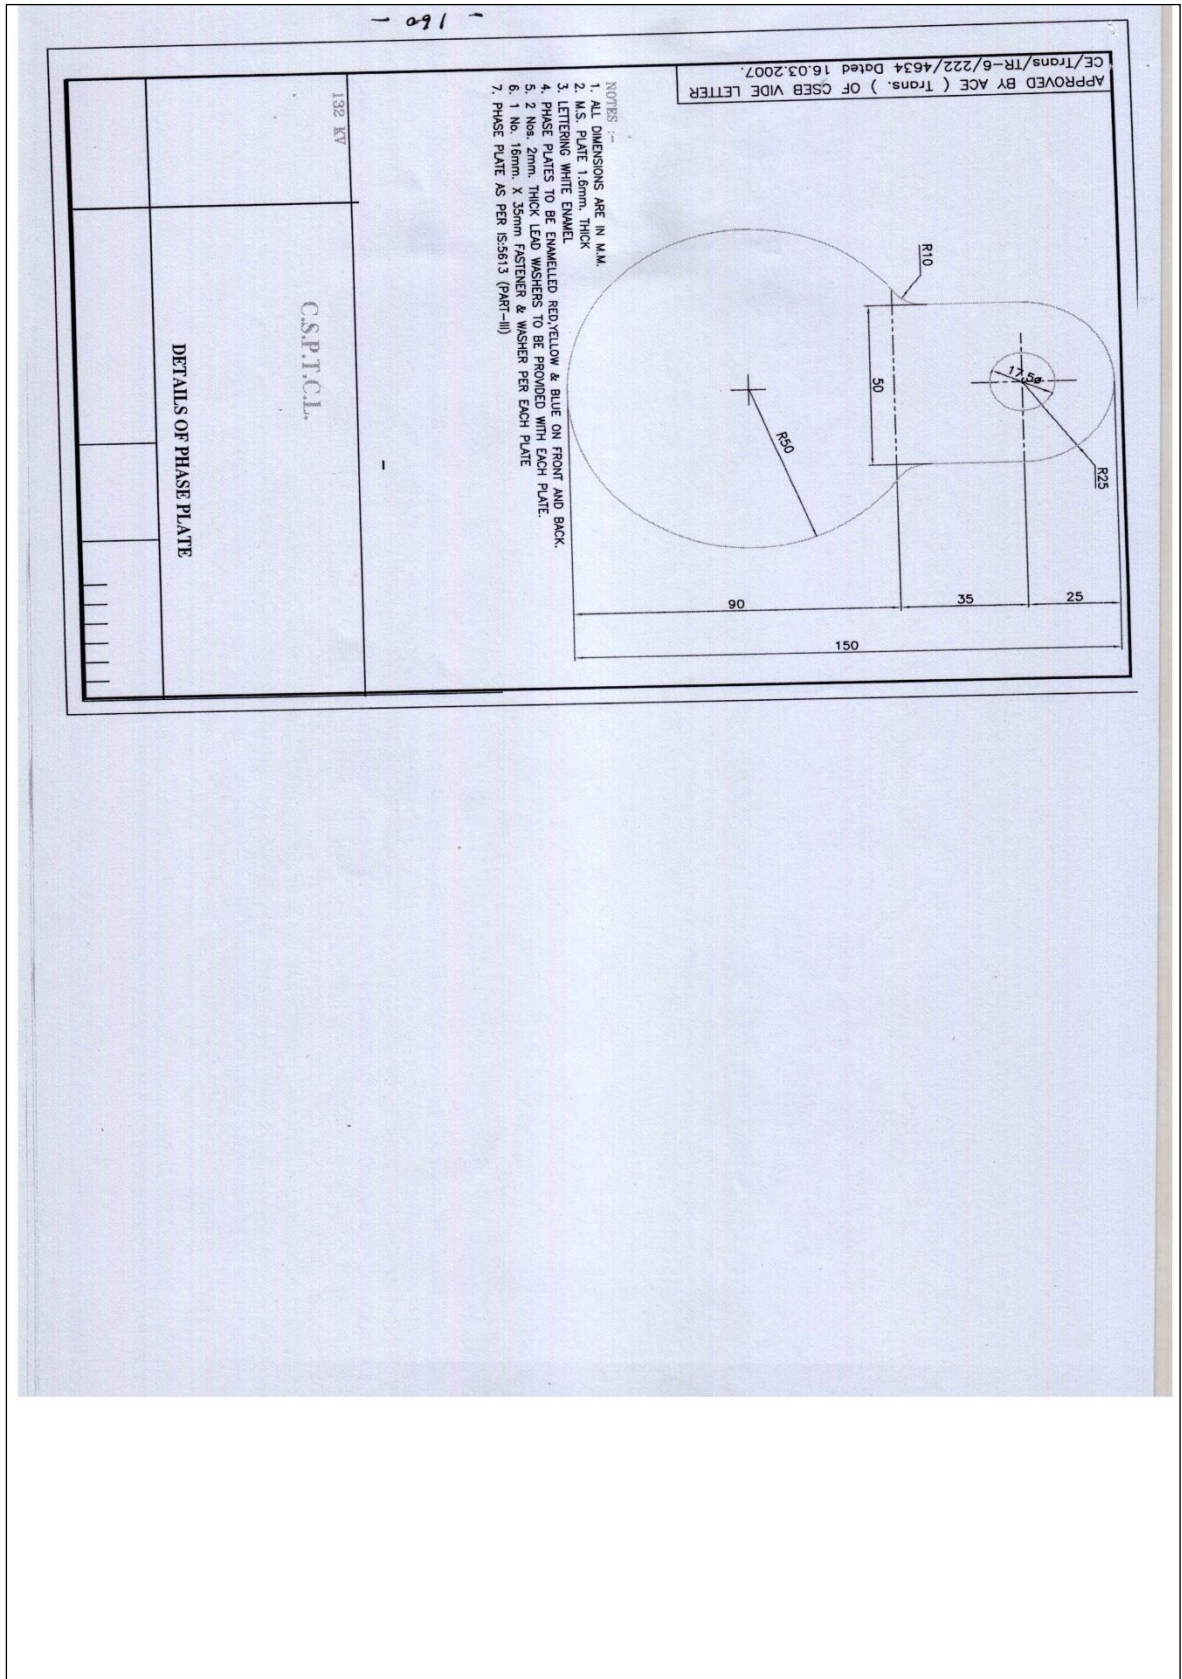 - 160 -
APPROVED BY ACE ( Trans. ) OF CSEB VIDE LETTER
CE/Trans/TR-6/222/4634 Dated 16.03.2007.
R10
17.5ø
R25
50
R50
25
35
90
150
NOTES :-
1. ALL DIMENSIONS ARE IN M.M.
2. M.S. PLATE 1.6mm. THICK
3. LETTERING WHITE ENAMEL
4. PHASE PLATES TO BE ENAMELLED RED,YELLOW & BLUE ON FRONT AND BACK.
5. 2 Nos. 2mm. THICK LEAD WASHERS TO BE PROVIDED WITH EACH PLATE.
6. 1 No. 16mm. X 35mm FASTENER & WASHER PER EACH PLATE
7. PHASE PLATE AS PER IS:5613 (PART-III)
-
132 KV
C.S.P.T.C.L.
DETAILS OF PHASE PLATE